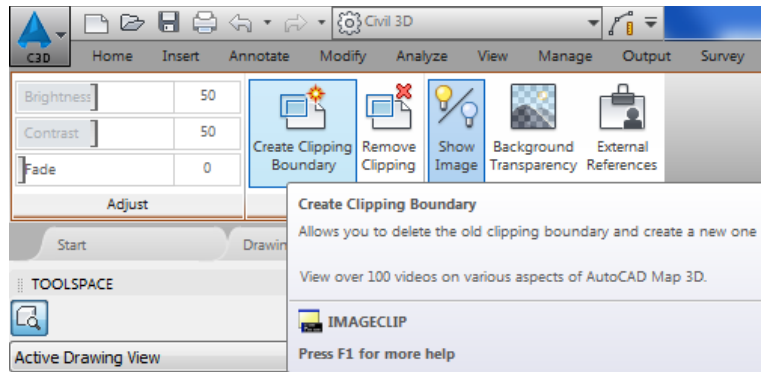 Civil 3D
C3D Home Insert Annotate Modify Analyze View Manage Output Survey
Brightness 50
Contrast 50
Fade 0
Create Clipping Boundary
Remove Clipping
Show Image
Background Transparency
External References
Adjust
Create Clipping Boundary
Allows you to delete the old clipping boundary and create a new one
View over 100 videos on various aspects of AutoCAD Map 3D.
IMAGECLIP
Press F1 for more help
Start Drawin
TOOLSPACE
Active Drawing View